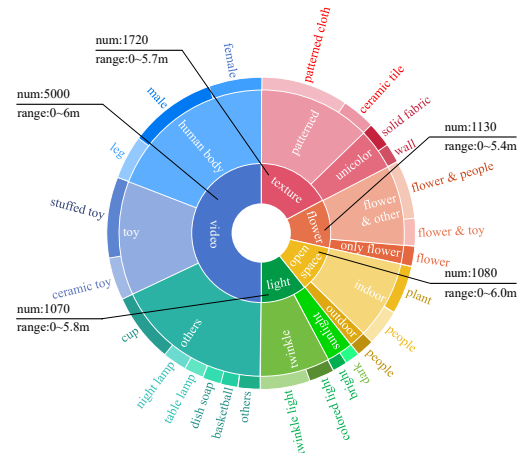 num:1720
range:0~5.7m
num:5000
range:0~6m
num:1130
range:0~5.4m
num:1080
range:0~6.0m
num:1070
range:0~5.8m
texture
flower
open
space
light
video
patterned
unicolor
flower
& other
only flower
indoor
outdoor
sunlight
twinkle
others
toy
human body
patterned cloth
ceramic tile
solid fabric
wall
flower & people
flower & toy
flower
plant
people
people
dark
bright
colored light
twinkle light
others
basketball
dish soap
table lamp
night lamp
cup
ceramic toy
stuffed toy
leg
male
female